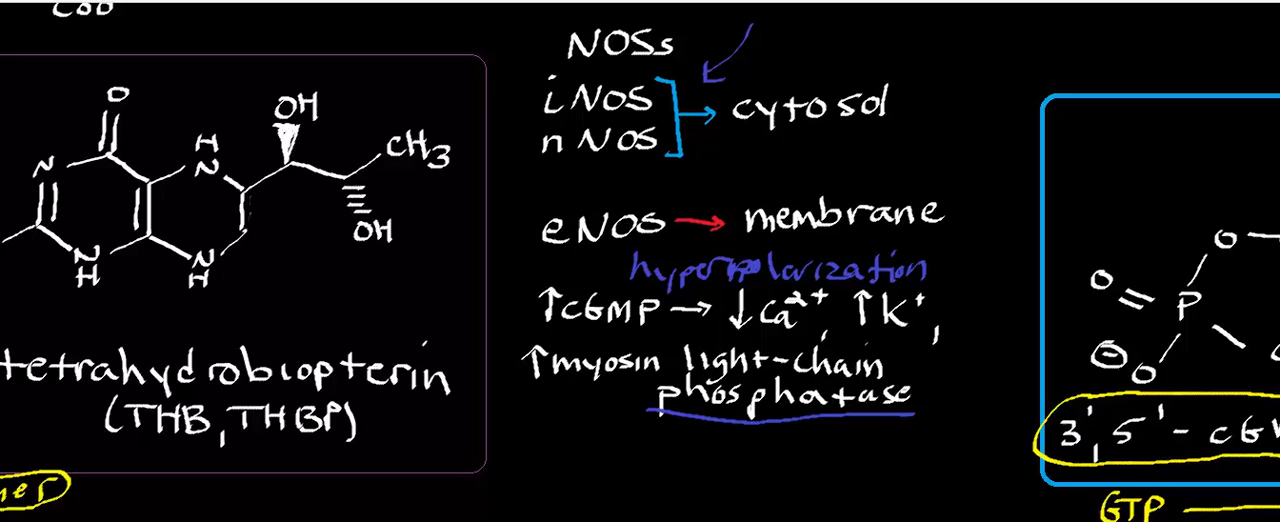 O
OH
CH3
N
H
N
OH
N
H
N
H
tetrahydrobiopterin
(THB, THBP)
NOSs
iNOS
nNOS
→ cytosol
eNOS → membrane
hyperpolarization
↑cGMP → ↓Ca²⁺, ↑K⁺,
↑myosin light-chain
phosphatase
O
O
P
⊖
O
3',5'-cG
GTP